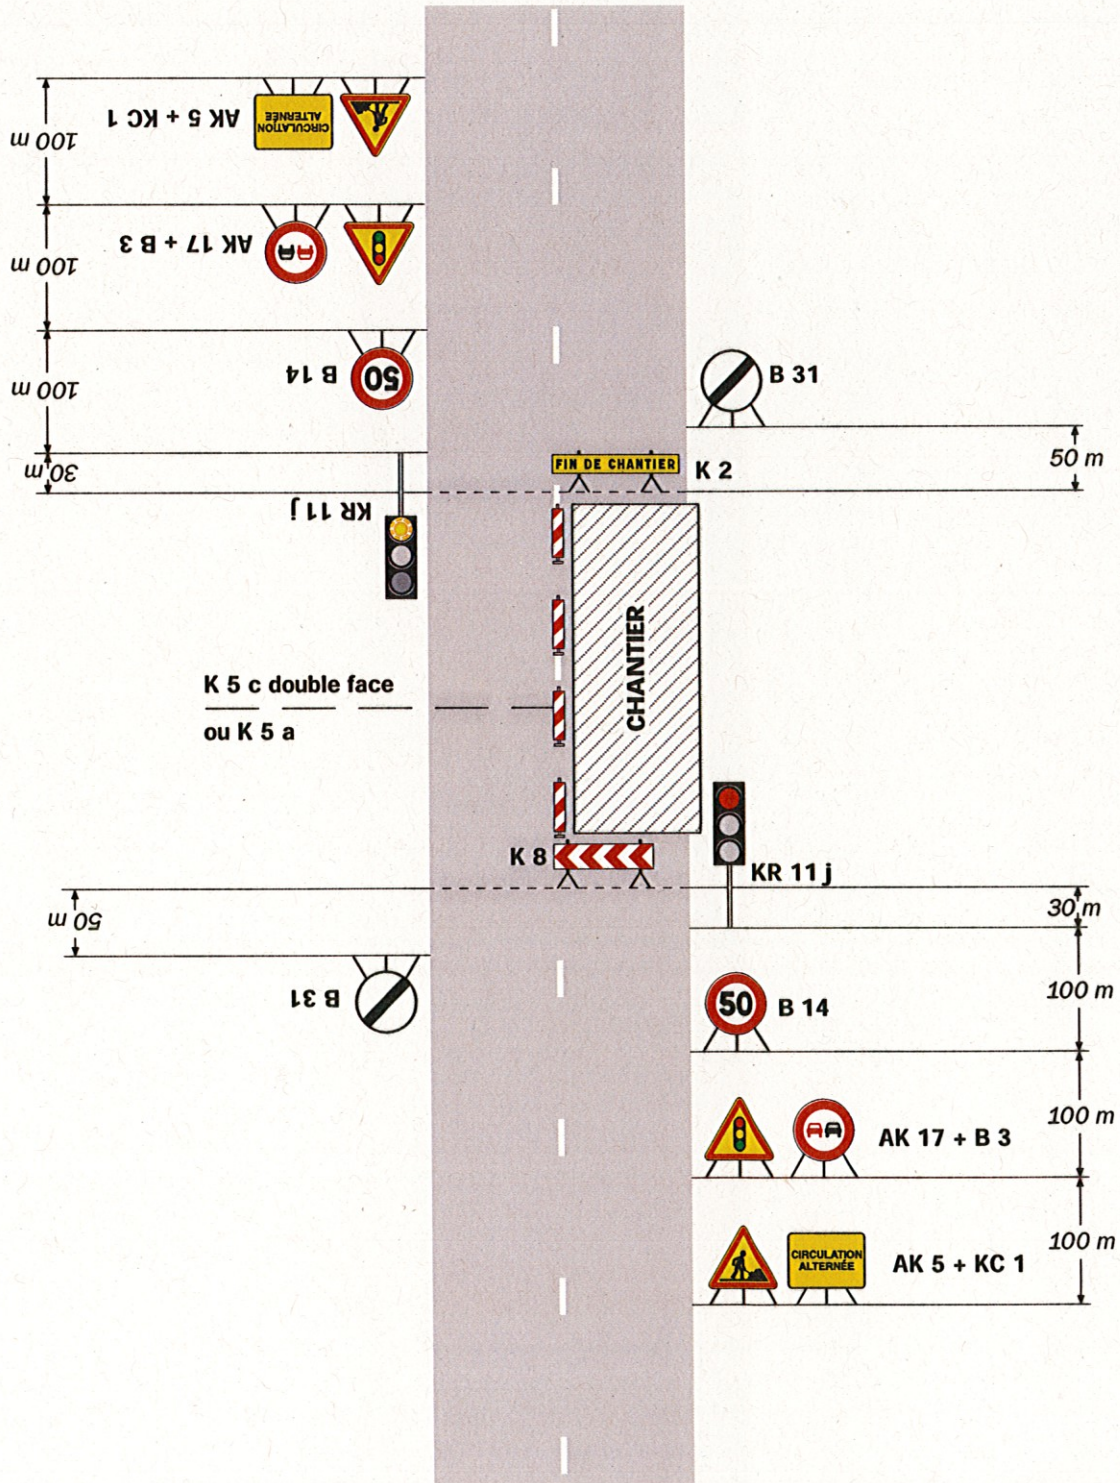 100 m
AK 5 + KC 1
CIRCULATION
ALTERNÉE
100 m
AK 17 + B 3
100 m
B 14
50
B 31
30 m
KR 11 j
FIN DE CHANTIER
K 2
50 m
K 5 c double face
ou K 5 a
CHANTIER
K 8
KR 11 j
50 m
30 m
B 31
50
B 14
100 m
AK 17 + B 3
100 m
CIRCULATION
ALTERNÉE
AK 5 + KC 1
100 m